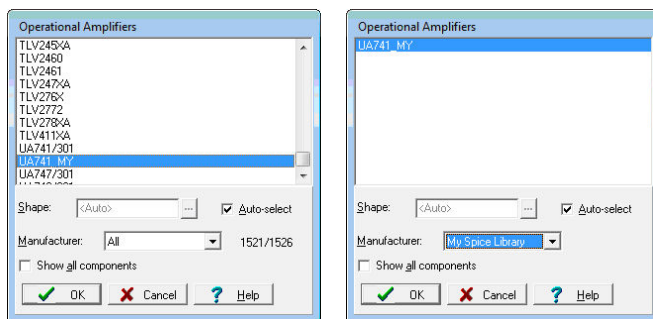 Operational Amplifiers
TLV245XA
TLV2460
TLV2461
TLV247XA
TLV276X
TLV2772
TLV278XA
TLV411XA
UA741/301
UA741_MY
UA747/301
Shape: <Auto> ... Auto-select
Manufacturer: All 1521/1526
Show all components
OK Cancel ? Help
Operational Amplifiers
UA741_MY
Shape: <Auto> ... Auto-select
Manufacturer: My Spice Library
Show all components
OK Cancel ? Help